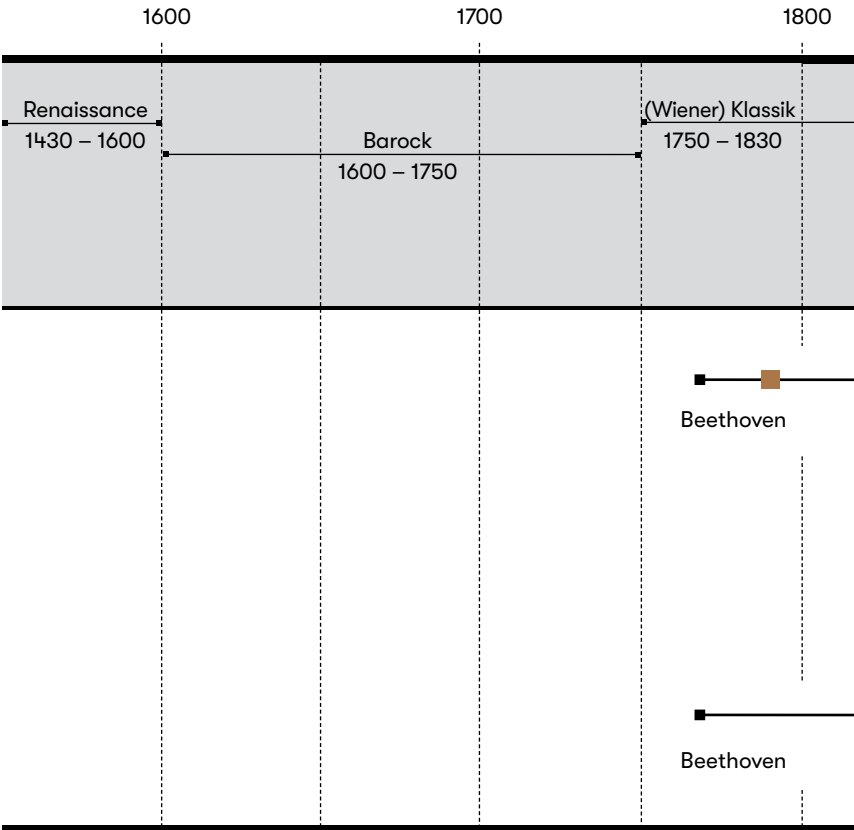 1600 1700 1800
Renaissance
1430 – 1600
Barock
1600 – 1750
(Wiener) Klassik
1750 – 1830
Beethoven
Beethoven